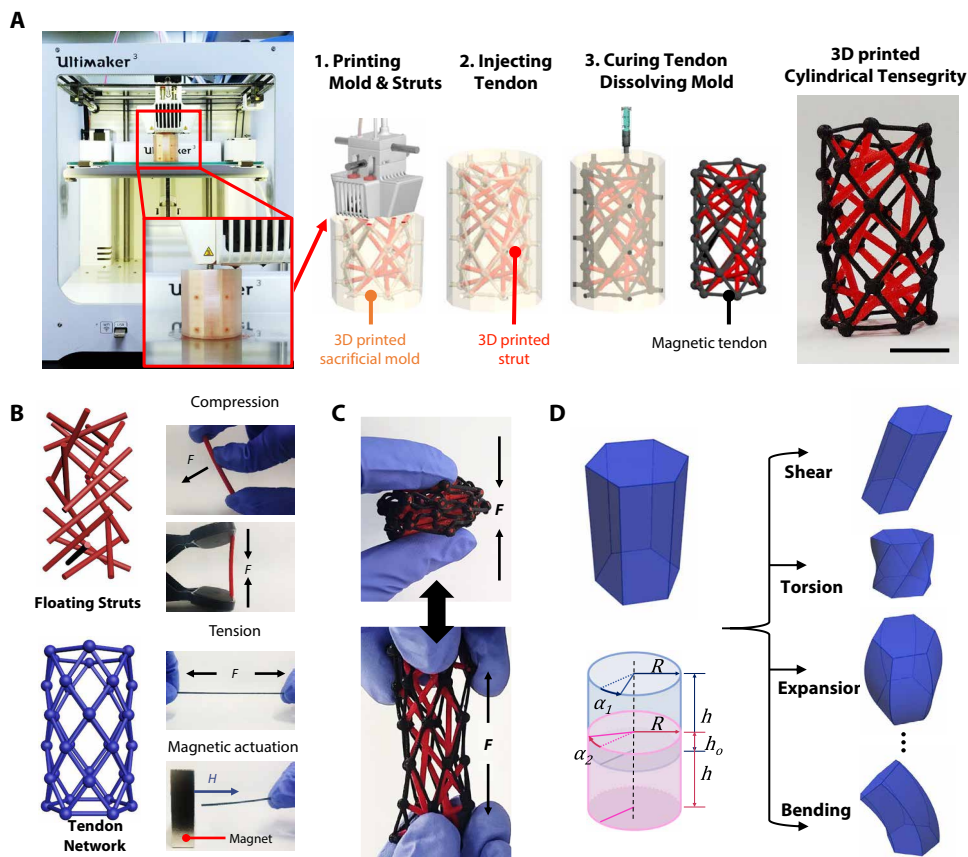 A
Ultimaker 3
Ultimaker 3
1. Printing
Mold & Struts
2. Injecting
Tendon
3. Curing Tendon
Dissolving Mold
3D printed
Cylindrical Tensegrity
3D printed
sacrificial mold
3D printed
strut
Magnetic tendon
B
Compression
F
F
Floating Struts
Tension
F
Magnetic actuation
H
Magnet
Tendon
Network
C
F
F
D
Shear
Torsion
Expansion
Bending
R
α1
h
R
ho
α2
h